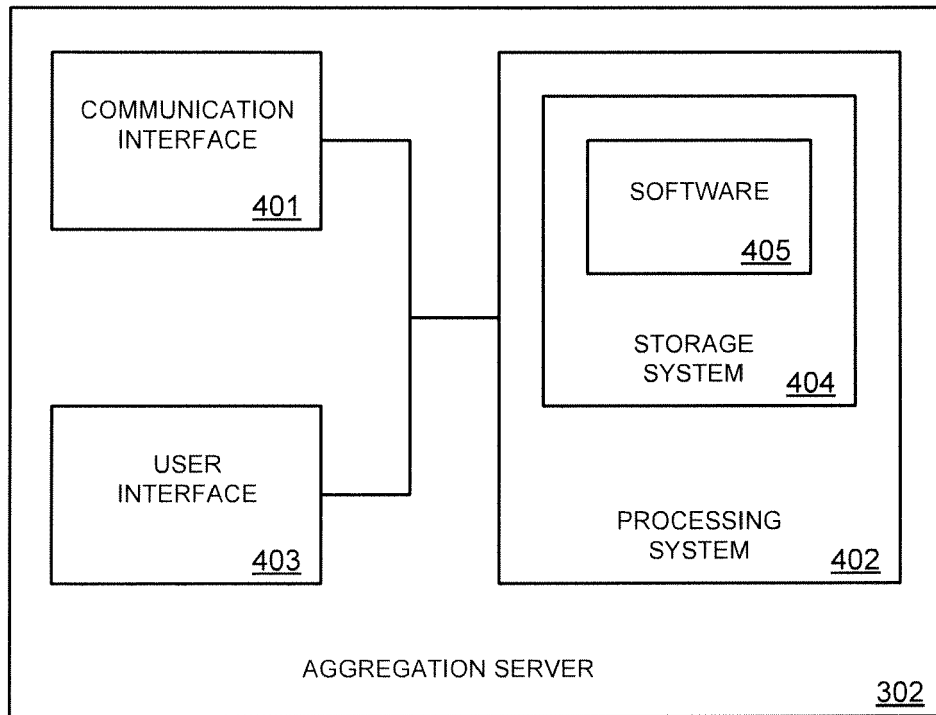 COMMUNICATION
INTERFACE
401
USER
INTERFACE
403
SOFTWARE
405
STORAGE
SYSTEM
404
PROCESSING
SYSTEM
402
AGGREGATION SERVER
302